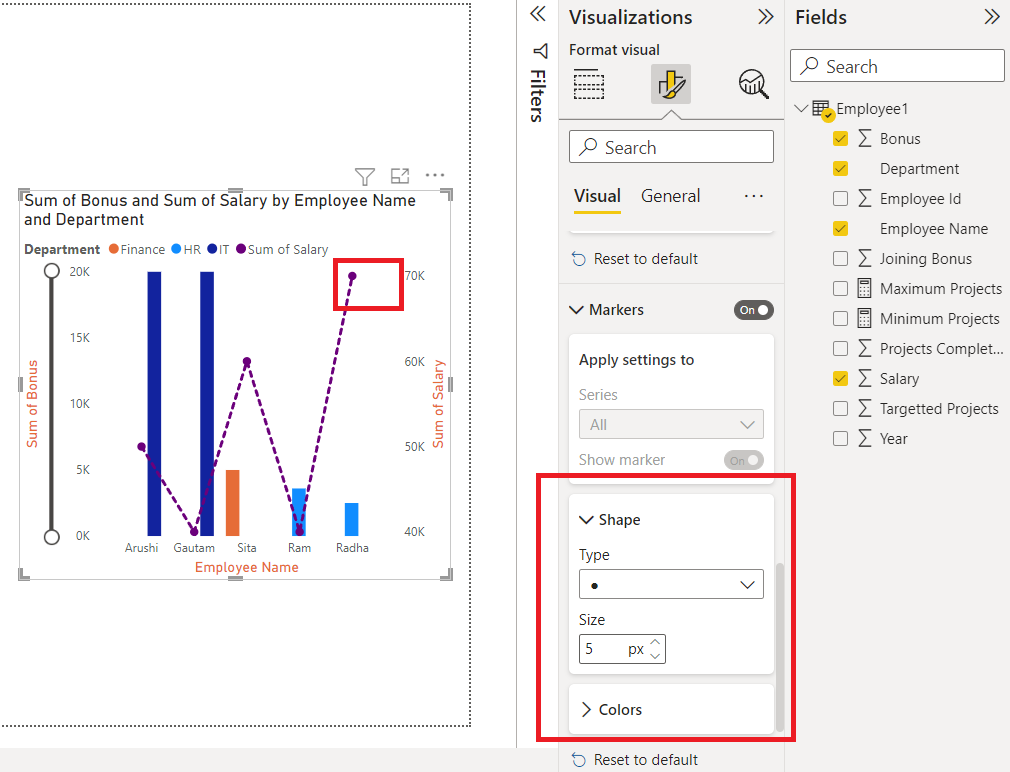 Sum of Bonus and Sum of Salary by Employee Name
and Department
Department Finance HR IT Sum of Salary
20K
15K
10K
5K
0K
Sum of Bonus
70K
60K
50K
40K
Sum of Salary
Arushi Gautam Sita Ram Radha
Employee Name
Filters
Visualizations
Format visual
Search
Visual General
Reset to default
Markers On
Apply settings to
Series
All
Show marker On
Shape
Type
Size
5 px
Colors
Reset to default
Fields
Search
Employee1
Bonus
Department
Employee Id
Employee Name
Joining Bonus
Maximum Projects
Minimum Projects
Projects Complet...
Salary
Targetted Projects
Year